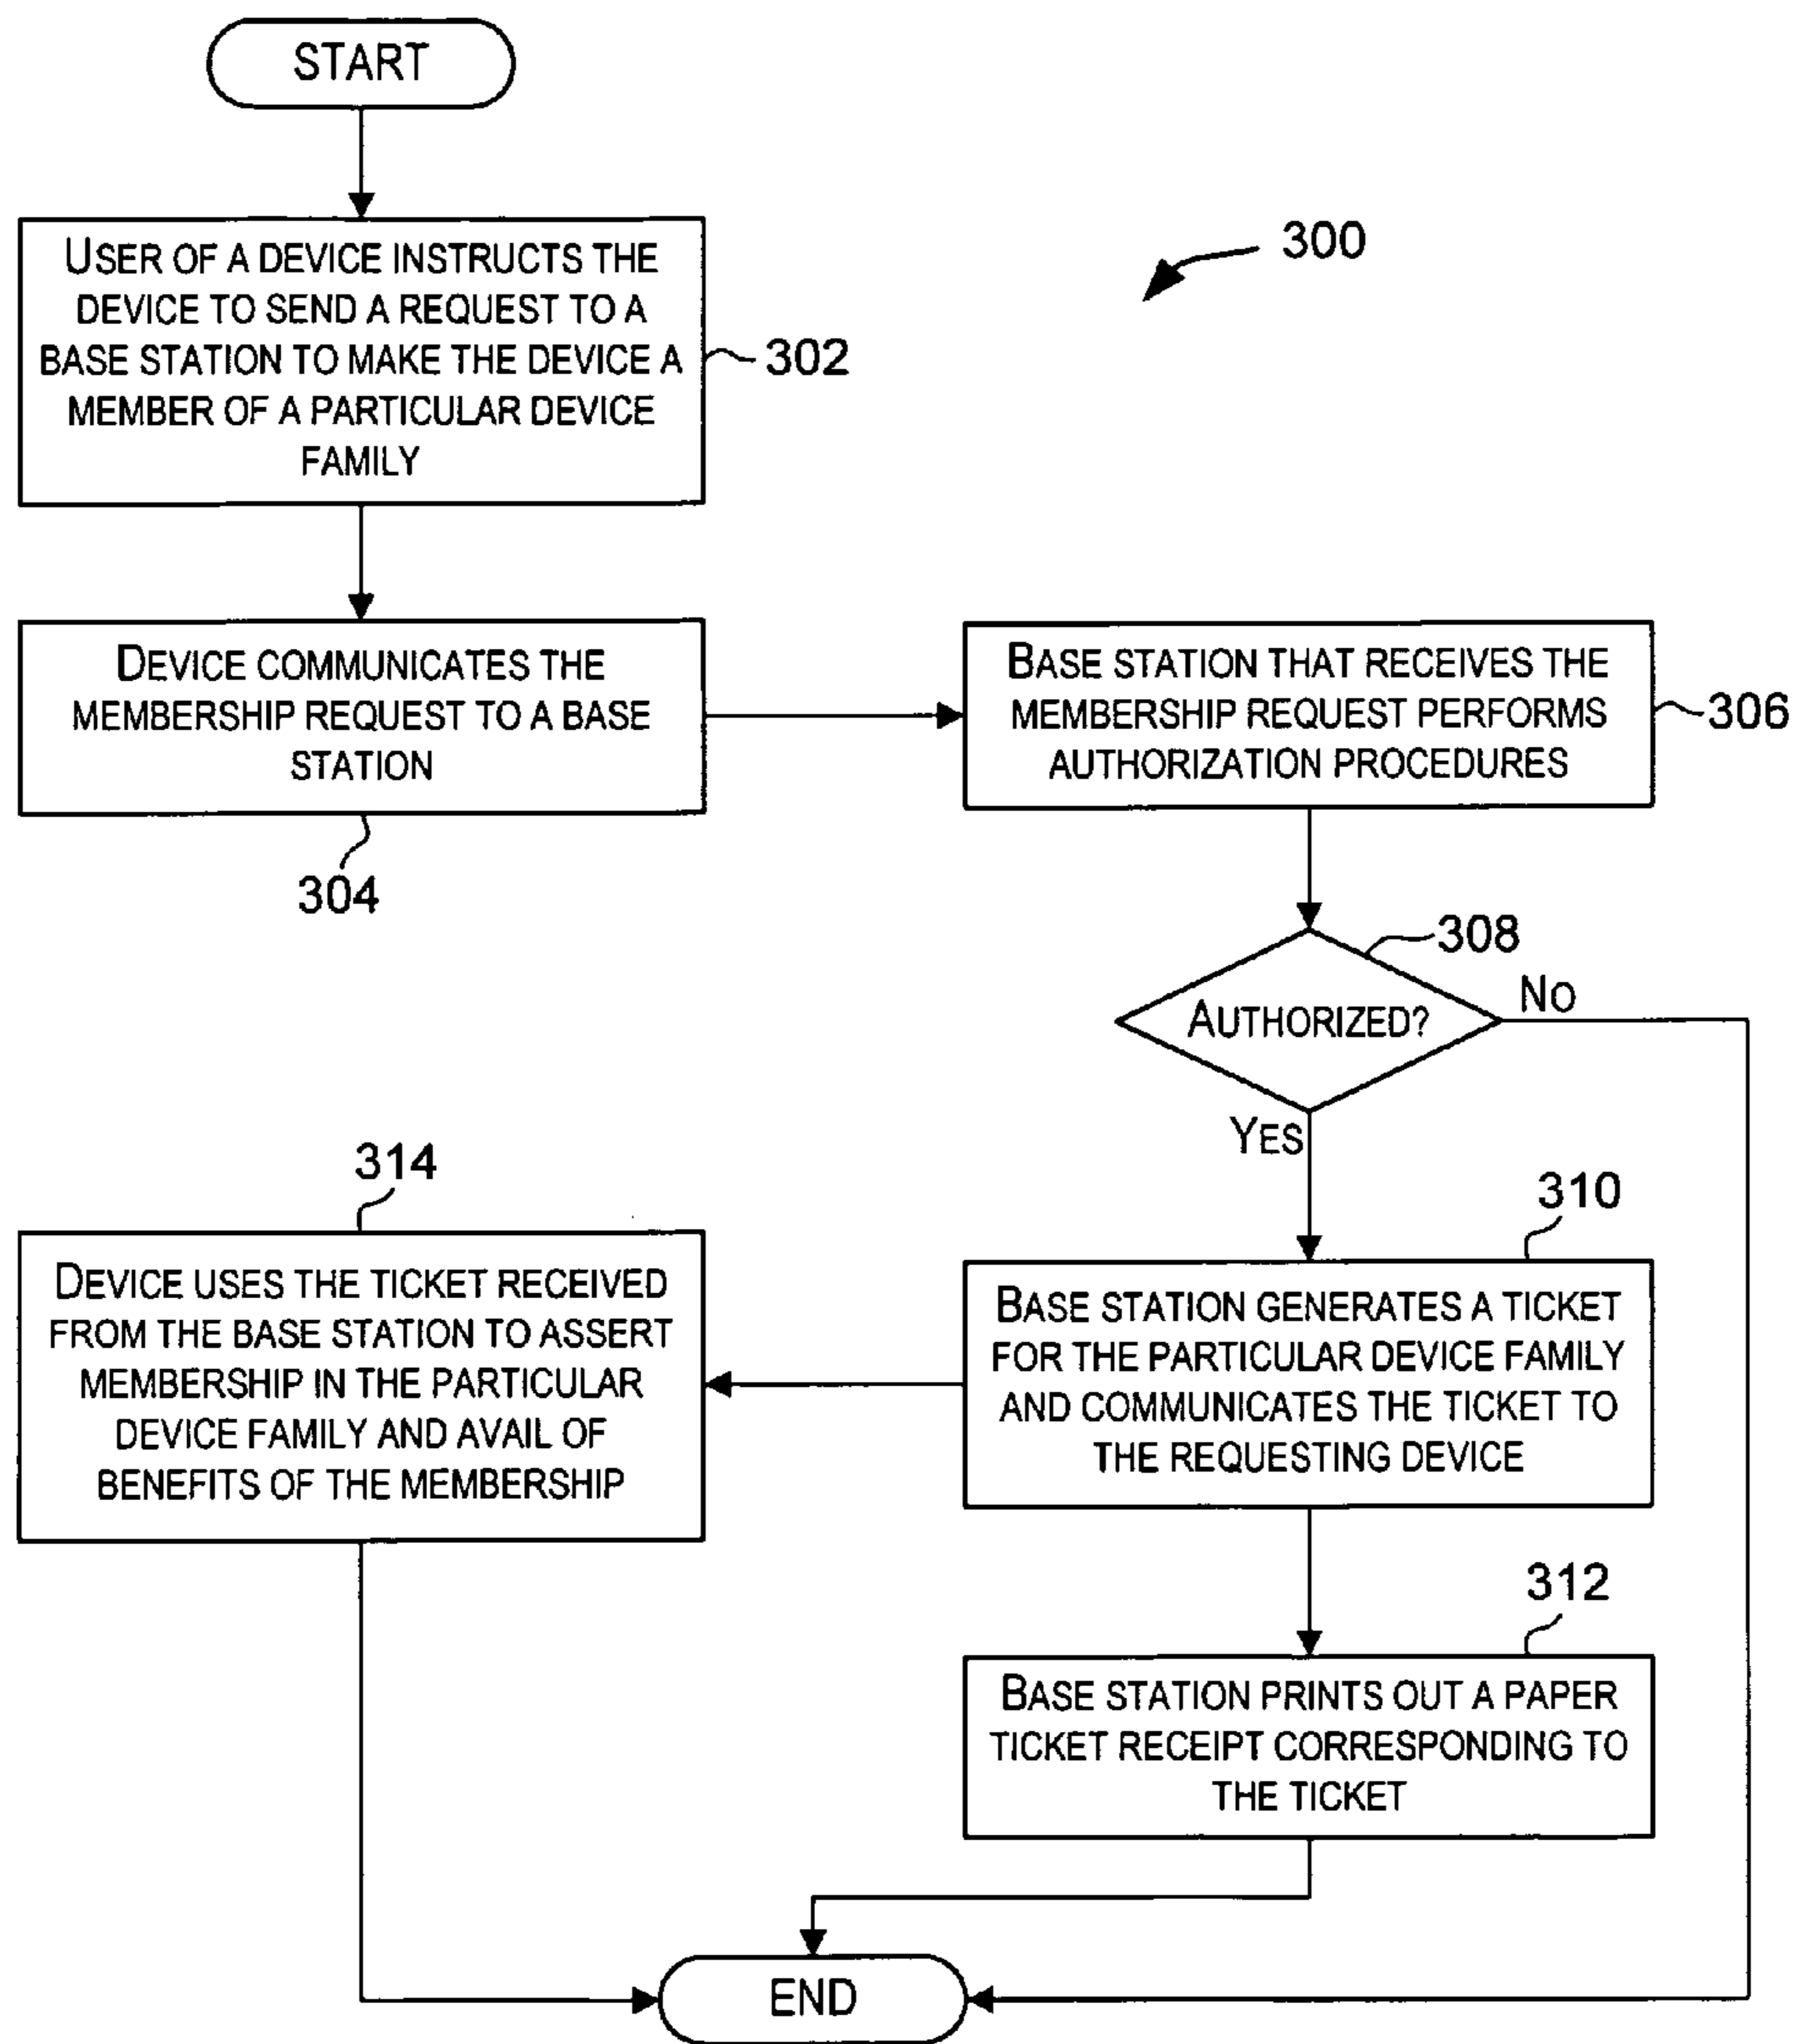 START
USER OF A DEVICE INSTRUCTS THE
DEVICE TO SEND A REQUEST TO A
BASE STATION TO MAKE THE DEVICE A
MEMBER OF A PARTICULAR DEVICE
FAMILY
300
302
DEVICE COMMUNICATES THE
MEMBERSHIP REQUEST TO A BASE
STATION
304
BASE STATION THAT RECEIVES THE
MEMBERSHIP REQUEST PERFORMS
AUTHORIZATION PROCEDURES
306
308
AUTHORIZED?
NO
YES
310
BASE STATION GENERATES A TICKET
FOR THE PARTICULAR DEVICE FAMILY
AND COMMUNICATES THE TICKET TO
THE REQUESTING DEVICE
314
DEVICE USES THE TICKET RECEIVED
FROM THE BASE STATION TO ASSERT
MEMBERSHIP IN THE PARTICULAR
DEVICE FAMILY AND AVAIL OF
BENEFITS OF THE MEMBERSHIP
312
BASE STATION PRINTS OUT A PAPER
TICKET RECEIPT CORRESPONDING TO
THE TICKET
END